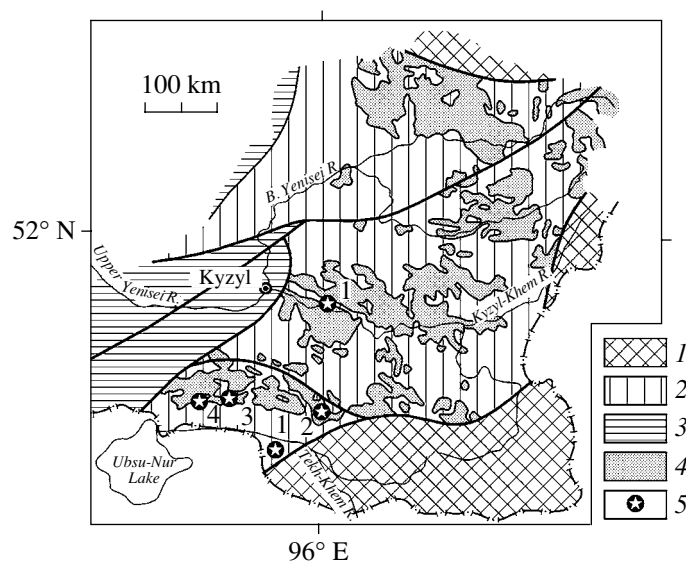 100 km
B. Yenisei R.
52° N
Upper Yenisei R.
Kyzyl
1
Kyzyl-Khem R.
4
3
1
2
Ubsu-Nur
Lake
Tekh-Khem R.
96° E
1
2
3
4
5